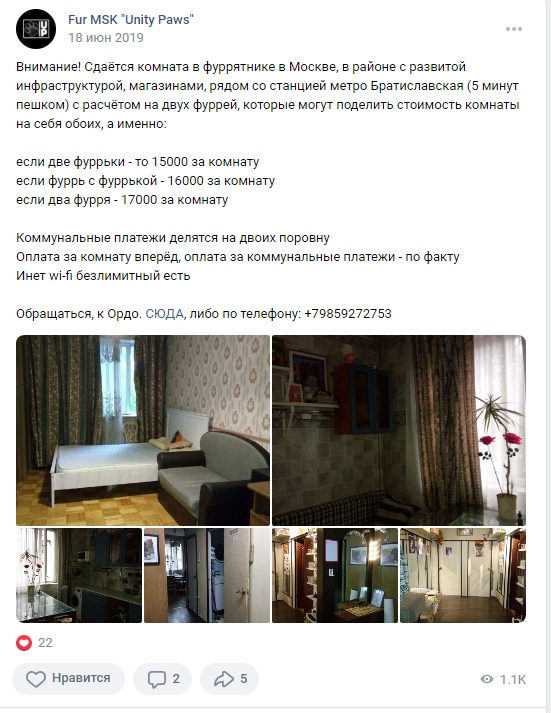 Fur MSK "Unity Paws"
18 июн 2019
Внимание! Сдаётся комната в фуррятнике в Москве, в районе с развитой
инфраструктурой, магазинами, рядом со станцией метро Братиславская (5 минут
пешком) с расчётом на двух фуррей, которые могут поделить стоимость комнаты
на себя обоих, а именно:
если две фуррьки - то 15000 за комнату
если фуррь с фуррькой - 16000 за комнату
если два фурря - 17000 за комнату
Коммунальные платежи делятся на двоих поровну
Оплата за комнату вперёд, оплата за коммунальные платежи - по факту
Инет wi-fi безлимитный есть
Обращаться, к Ордо. СЮДА, либо по телефону: +79859272753
22
Нравится 2 5 1.1K